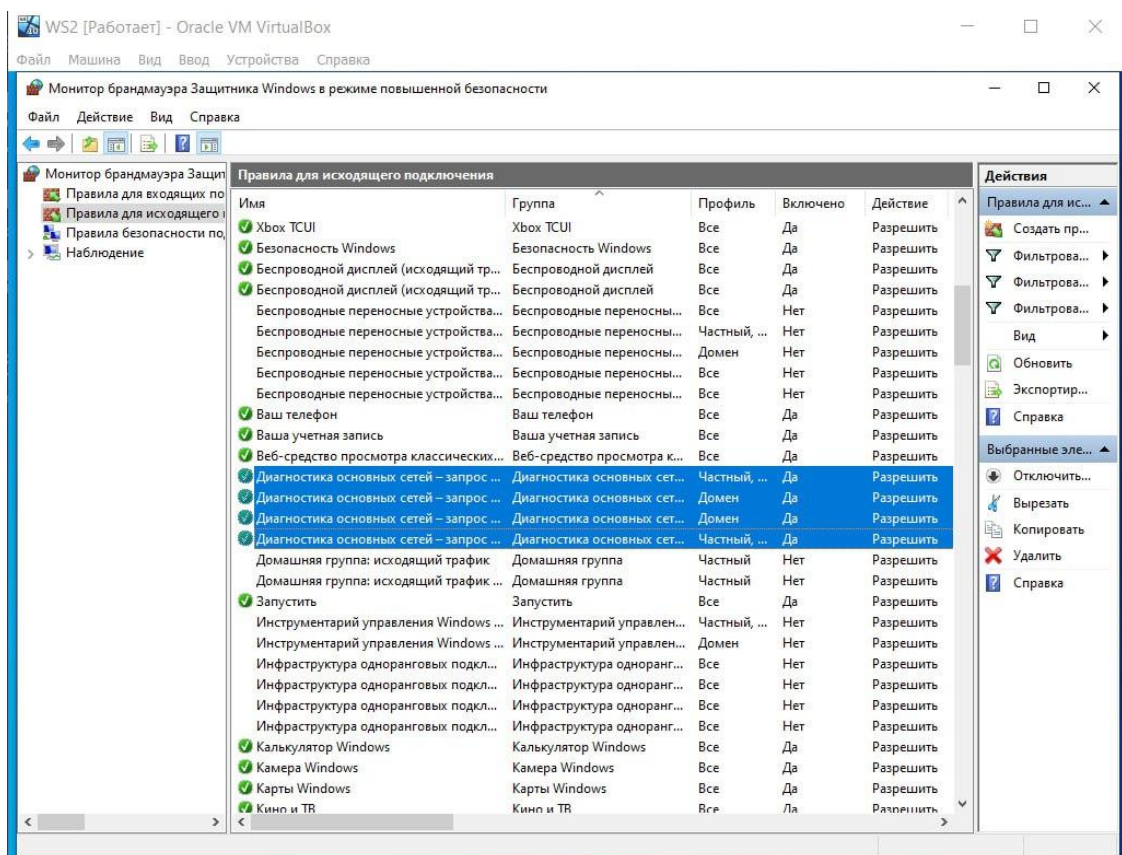 WS2 [Работает] - Oracle VM VirtualBox
Файл Машина Вид Ввод Устройства Справка
Монитор брандмауэра Защитника Windows в режиме повышенной безопасности
Файл Действие Вид Справка
Монитор брандмауэра Защит
Правила для входящих по
Правила для исходящего
Правила безопасности по
Наблюдение
Правила для исходящего подключения
Имя Группа Профиль Включено Действие
Xbox TCUI Xbox TCUI Все Да Разрешить
Безопасность Windows Безопасность Windows Все Да Разрешить
Беспроводной дисплей (исходящий тр... Беспроводной дисплей Все Да Разрешить
Беспроводной дисплей (исходящий тр... Беспроводной дисплей Все Да Разрешить
Беспроводные переносные устройства... Беспроводные переносны... Все Нет Разрешить
Беспроводные переносные устройства... Беспроводные переносны... Частный, ... Нет Разрешить
Беспроводные переносные устройства... Беспроводные переносны... Домен Нет Разрешить
Беспроводные переносные устройства... Беспроводные переносны... Все Нет Разрешить
Беспроводные переносные устройства... Беспроводные переносны... Все Нет Разрешить
Ваш телефон Ваш телефон Все Да Разрешить
Ваша учетная запись Ваша учетная запись Все Да Разрешить
Веб-средство просмотра классических... Веб-средство просмотра к... Все Да Разрешить
Диагностика основных сетей – запрос ... Диагностика основных сет... Частный, ... Да Разрешить
Диагностика основных сетей – запрос ... Диагностика основных сет... Домен Да Разрешить
Диагностика основных сетей – запрос ... Диагностика основных сет... Домен Да Разрешить
Диагностика основных сетей – запрос ... Диагностика основных сет... Частный, ... Да Разрешить
Домашняя группа: исходящий трафик Домашняя группа Частный Нет Разрешить
Домашняя группа: исходящий трафик ... Домашняя группа Частный Нет Разрешить
Запустить Запустить Все Да Разрешить
Инструментарий управления Windows ... Инструментарий управлен... Частный, ... Нет Разрешить
Инструментарий управления Windows ... Инструментарий управлен... Домен Нет Разрешить
Инфраструктура одноранговых подкл... Инфраструктура одноранг... Все Нет Разрешить
Инфраструктура одноранговых подкл... Инфраструктура одноранг... Все Нет Разрешить
Инфраструктура одноранговых подкл... Инфраструктура одноранг... Все Нет Разрешить
Инфраструктура одноранговых подкл... Инфраструктура одноранг... Все Нет Разрешить
Калькулятор Windows Калькулятор Windows Все Да Разрешить
Камера Windows Камера Windows Все Да Разрешить
Карты Windows Карты Windows Все Да Разрешить
Кино и ТВ Кино и ТВ Все Да Разрешить
Действия
Правила для ис...
Создать пр...
Фильтрова...
Фильтрова...
Фильтрова...
Вид
Обновить
Экспортир...
Справка
Выбранные эле...
Отключить...
Вырезать
Копировать
Удалить
Справка